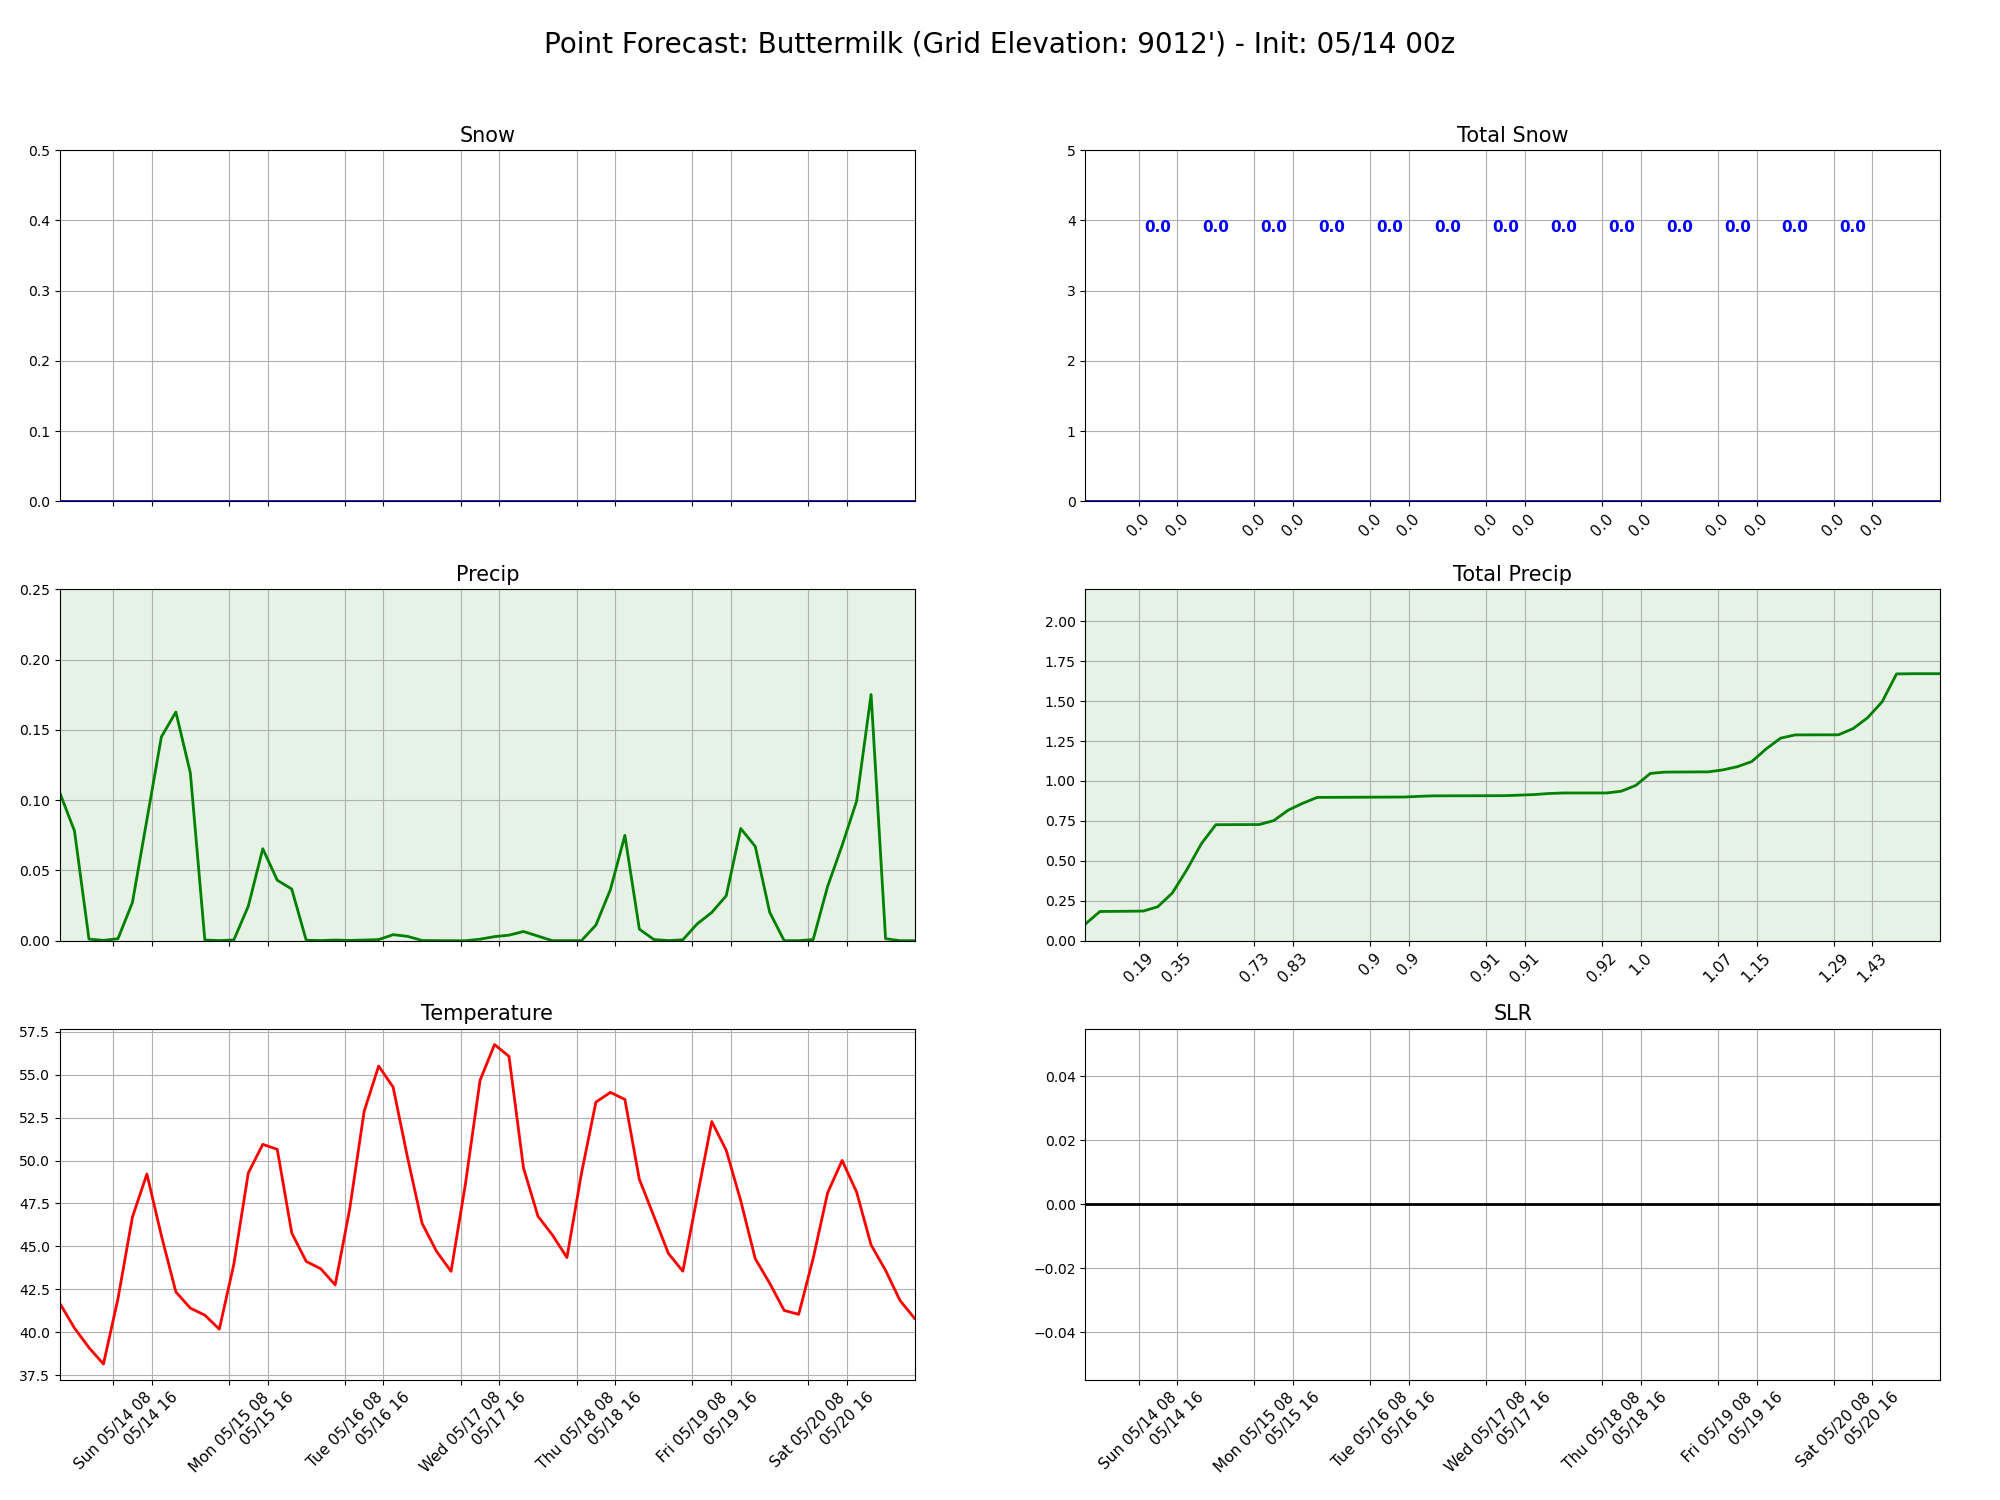 Point Forecast: Buttermilk (Grid Elevation: 9012') - Init: 05/14 00z
Snow
0.5
0.4
0.3
0.2
0.1
0.0
Total Snow
5
4
3
2
1
0
0.0 0.0 0.0 0.0 0.0 0.0 0.0 0.0 0.0 0.0 0.0 0.0 0.0
0.0 0.0 0.0 0.0 0.0 0.0 0.0 0.0 0.0 0.0 0.0 0.0 0.0 0.0
Precip
0.25
0.20
0.15
0.10
0.05
0.00
Total Precip
2.00
1.75
1.50
1.25
1.00
0.75
0.50
0.25
0.00
0.19 0.35 0.73 0.83 0.9 0.9 0.91 0.91 0.92 1.0 1.07 1.15 1.29 1.43
Temperature
57.5
55.0
52.5
50.0
47.5
45.0
42.5
40.0
37.5
Sun 05/14 08
05/14 16
Mon 05/15 08
05/15 16
Tue 05/16 08
05/16 16
Wed 05/17 08
05/17 16
Thu 05/18 08
05/18 16
Fri 05/19 08
05/19 16
Sat 05/20 08
05/20 16
SLR
0.04
0.02
0.00
−0.02
−0.04
Sun 05/14 08
05/14 16
Mon 05/15 08
05/15 16
Tue 05/16 08
05/16 16
Wed 05/17 08
05/17 16
Thu 05/18 08
05/18 16
Fri 05/19 08
05/19 16
Sat 05/20 08
05/20 16